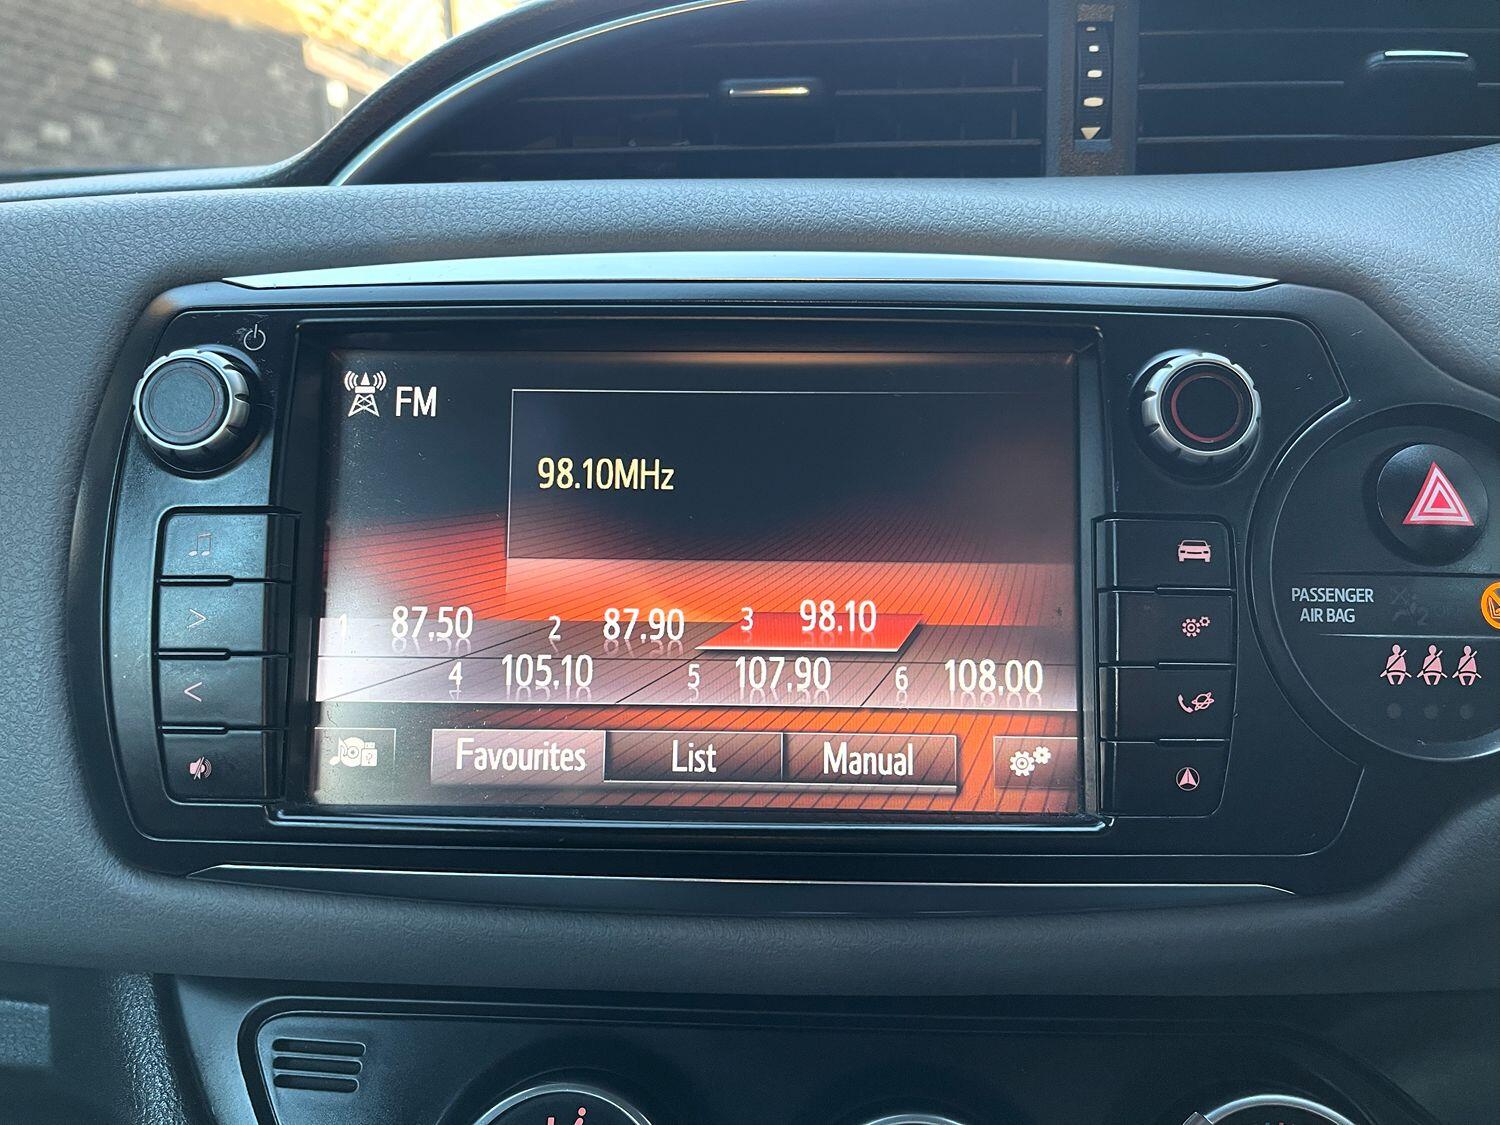 FM
98.10MHz
1 87.50 2 87.90 3 98.10
4 105.10 5 107.90 6 108.00
Favourites List Manual
PASSENGER
AIR BAG